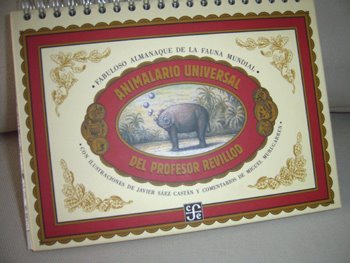 · FABULOSO ALMANAQUE DE LA FAUNA MUNDIAL ·
ANIMALARIO UNIVERSAL
DEL PROFESOR REVILLOD
· CON ILUSTRACIONES DE JAVIER SÁEZ CASTÁN Y COMENTARIOS DE MIGUEL MURUGARREN ·
cfe